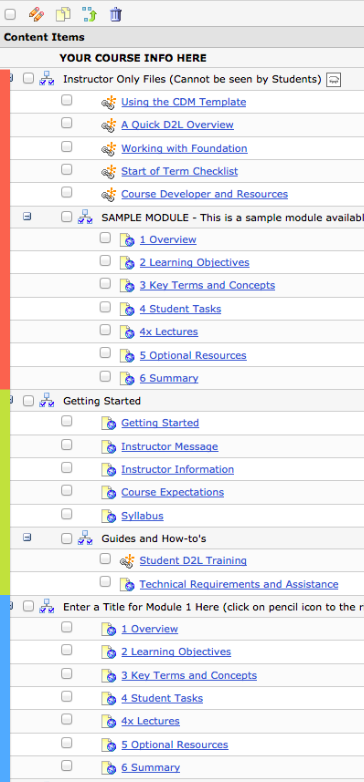 Content Items
YOUR COURSE INFO HERE
Instructor Only Files (Cannot be seen by Students)
Using the CDM Template
A Quick D2L Overview
Working with Foundation
Start of Term Checklist
Course Developer and Resources
SAMPLE MODULE - This is a sample module availabl
1 Overview
2 Learning Objectives
3 Key Terms and Concepts
4 Student Tasks
4x Lectures
5 Optional Resources
6 Summary
Getting Started
Getting Started
Instructor Message
Instructor Information
Course Expectations
Syllabus
Guides and How-to's
Student D2L Training
Technical Requirements and Assistance
Enter a Title for Module 1 Here (click on pencil icon to the r
1 Overview
2 Learning Objectives
3 Key Terms and Concepts
4 Student Tasks
4x Lectures
5 Optional Resources
6 Summary